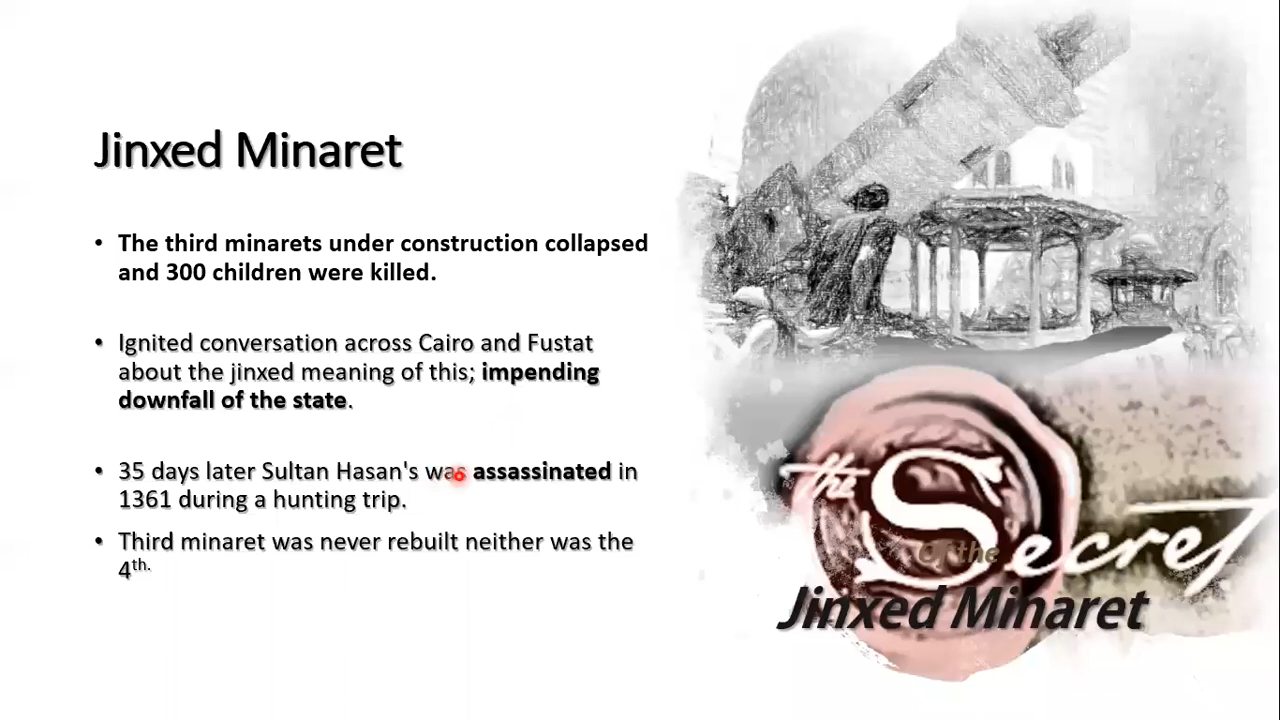 Jinxed Minaret
• The third minarets under construction collapsed
and 300 children were killed.
• Ignited conversation across Cairo and Fustat
about the jinxed meaning of this; impending
downfall of the state.
• 35 days later Sultan Hasan's was assassinated in
1361 during a hunting trip.
• Third minaret was never rebuilt neither was the
4th.
the Secret
Of the
Jinxed Minaret